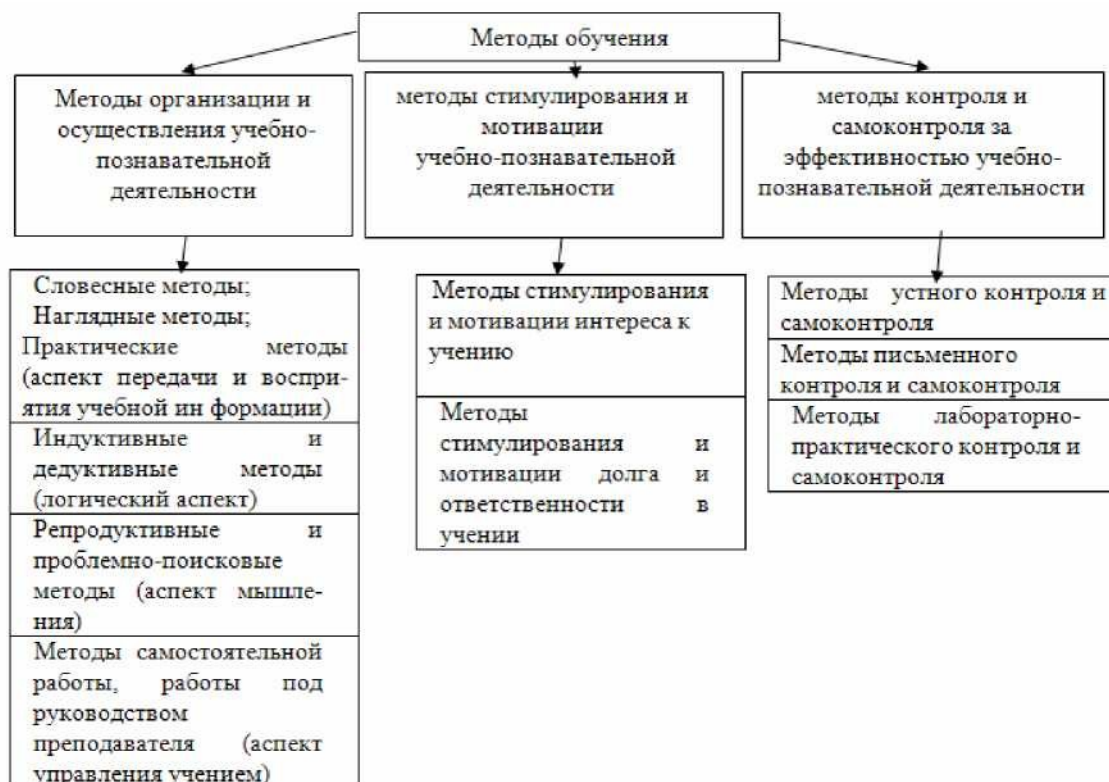 Методы обучения
Методы организации и
осуществления учебно-
познавательной
деятельности
методы стимулирования и
мотивации
учебно-познавательной
деятельности
методы контроля и
самоконтроля за
эффективностью учебно-
познавательной деятельности
Словесные методы;
Наглядные методы;
Практические методы
(аспект передачи и воспри-
ятия учебной ин формации)
Индуктивные и
дедуктивные методы
(логический аспект)
Репродуктивные и
проблемно-поисковые
методы (аспект мышле-
ния)
Методы самостоятельной
работы, работы под
руководством
преподавателя (аспект
управления учением)
Методы стимулирования
и мотивации интереса к
учению
Методы
стимулирования и
мотивации долга и
ответственности в
учении
Методы устного контроля и
самоконтроля
Методы письменного
контроля и самоконтроля
Методы лабораторно-
практического контроля и
самоконтроля